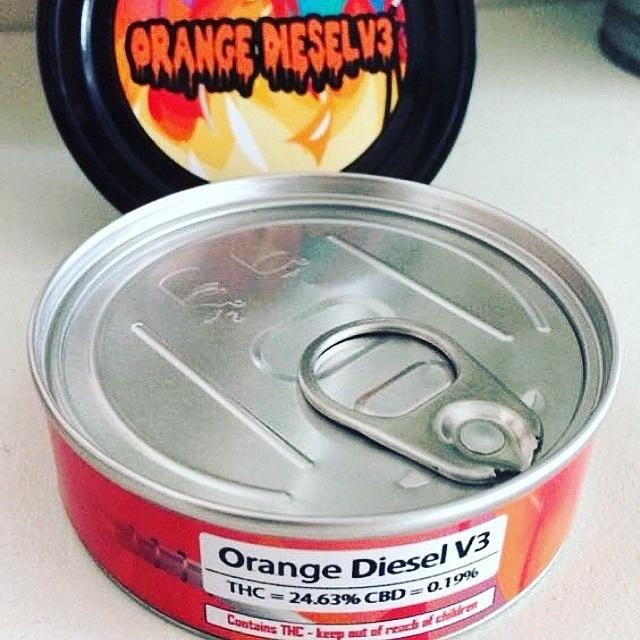 ORANGE DIESEL V3
Orange Diesel V3
THC = 24.63% CBD = 0.19%
Contains THC - keep out of reach of children